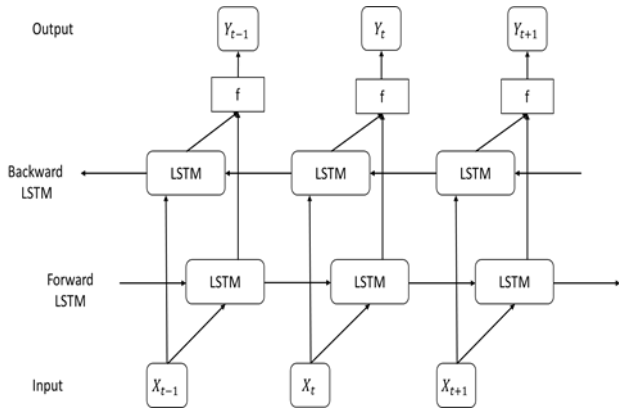 Output
Y_{t-1}
Y_t
Y_{t+1}
f
f
f
Backward
LSTM
LSTM
LSTM
LSTM
Forward
LSTM
LSTM
LSTM
LSTM
Input
X_{t-1}
X_t
X_{t+1}